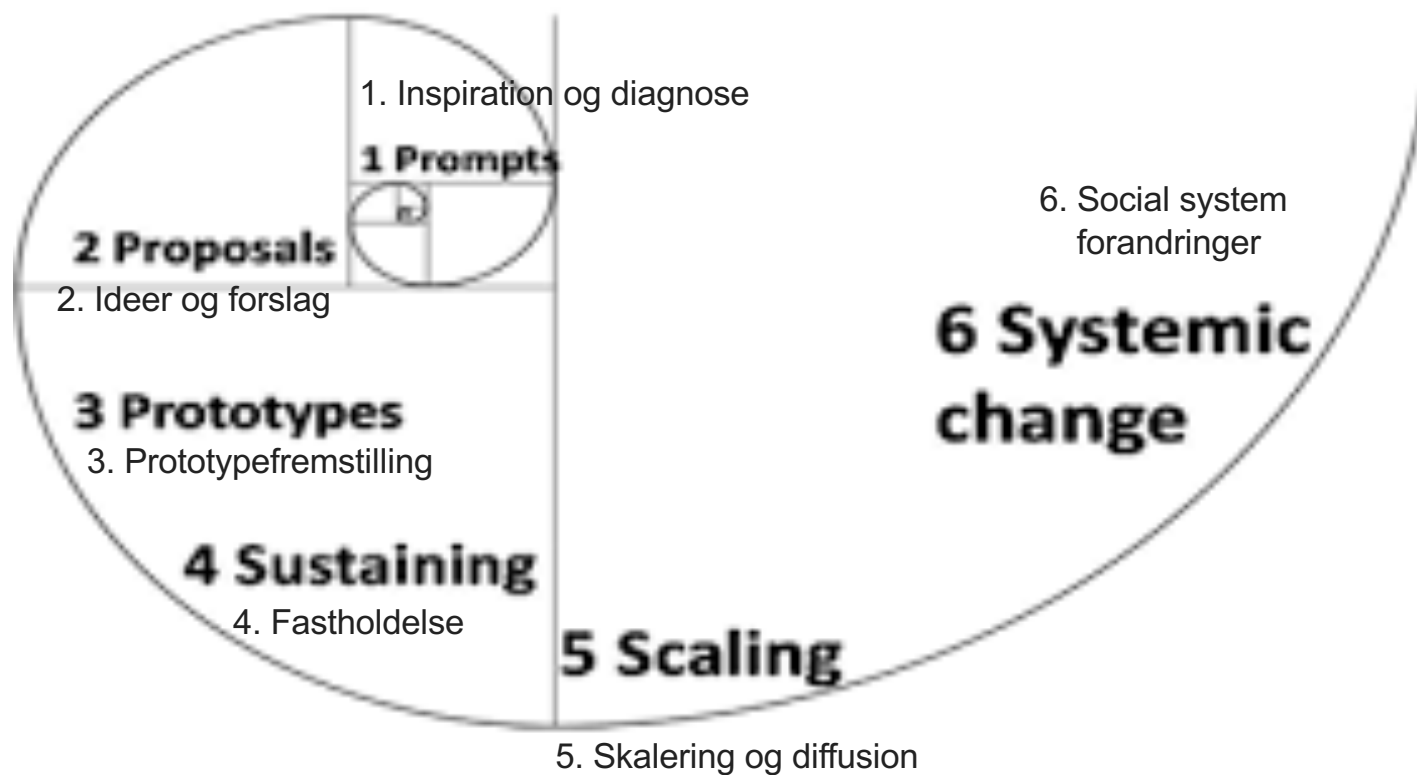 1. Inspiration og diagnose
1 Prompts
2 Proposals
2. Ideer og forslag
3 Prototypes
3. Prototypefremstilling
4 Sustaining
4. Fastholdelse
5 Scaling
5. Skalering og diffusion
6. Social system
forandringer
6 Systemic
change